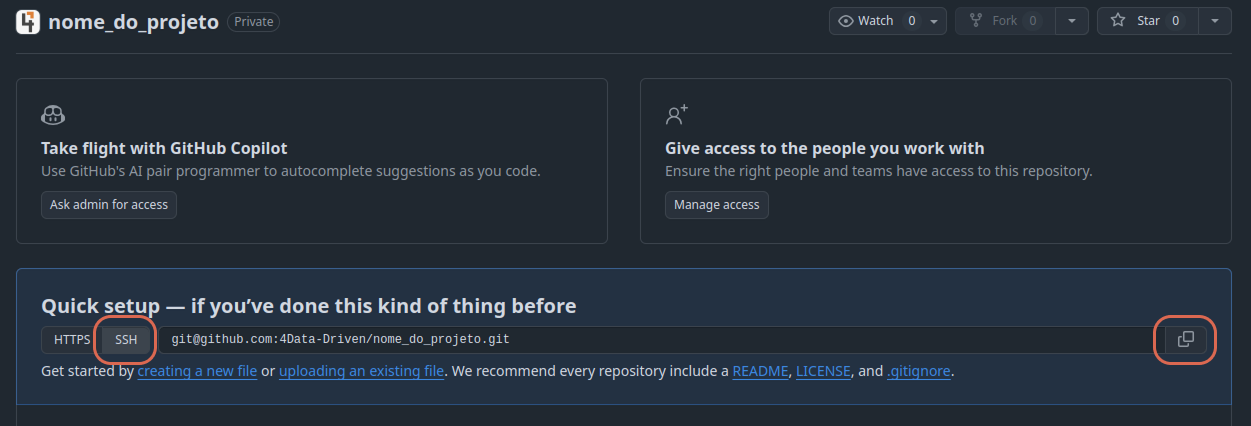 nome_do_projeto Private Watch 0 Fork 0 Star 0
Take flight with GitHub Copilot
Use GitHub's AI pair programmer to autocomplete suggestions as you code.
Ask admin for access
Give access to the people you work with
Ensure the right people and teams have access to this repository.
Manage access
Quick setup — if you’ve done this kind of thing before
HTTPS SSH git@github.com:4Data-Driven/nome_do_projeto.git
Get started by creating a new file or uploading an existing file. We recommend every repository include a README, LICENSE, and .gitignore.